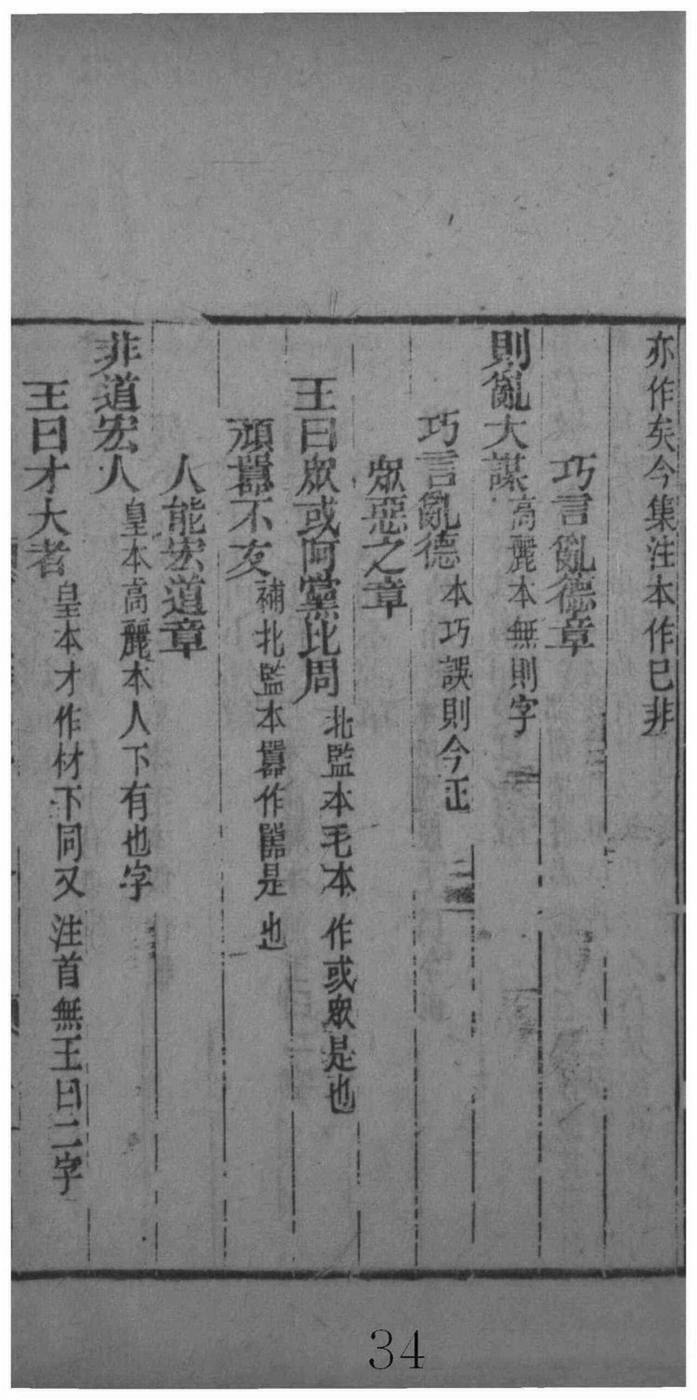 亦作矣今集注本作已非
巧言亂德章
則亂大謀高麗本無則字
巧言亂德本巧誤則今正
眾惡之章
王曰眾或阿黨比周北監本毛本作或眾是也
頑嚚不友補北監本嚚作嚚是也
人能宏道章
非道宏人皇本高麗本人下有也字
王曰才大者皇本才作材下同又注首無王曰二字
34